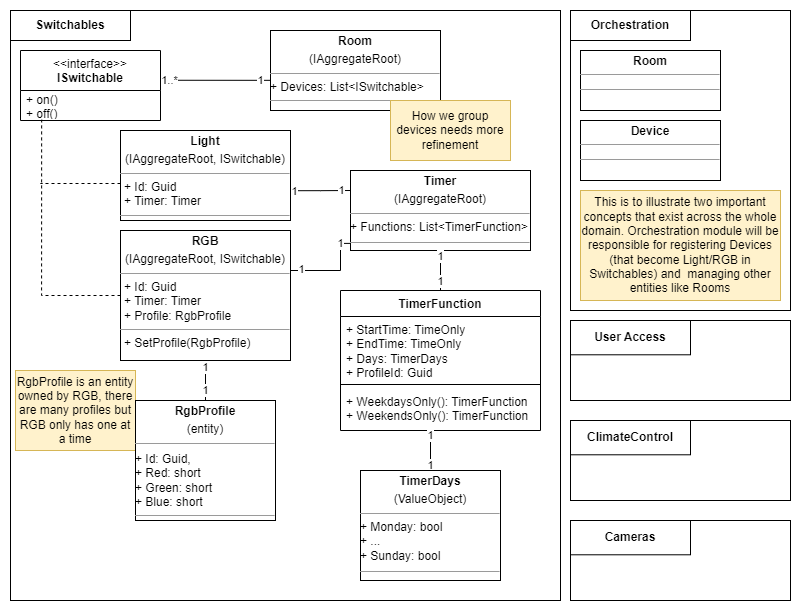 Switchables
<<interface>>
ISwitchable
+ on()
+ off()
1..*
1
Room
(IAggregateRoot)
+ Devices: List<ISwitchable>
How we group
devices needs more
refinement
Light
(IAggregateRoot, ISwitchable)
+ Id: Guid
+ Timer: Timer
1
1
Timer
(IAggregateRoot)
+ Functions: List<TimerFunction>
RGB
(IAggregateRoot, ISwitchable)
+ Id: Guid
+ Timer: Timer
+ Profile: RgbProfile
+ SetProfile(RgbProfile)
1
1
1
1
TimerFunction
+ StartTime: TimeOnly
+ EndTime: TimeOnly
+ Days: TimerDays
+ ProfileId: Guid
+ WeekdaysOnly(): TimerFunction
+ WeekendsOnly(): TimerFunction
1
1
RgbProfile is an entity
owned by RGB, there
are many profiles but
RGB only has one at
a time
RgbProfile
(entity)
+ Id: Guid,
+ Red: short
+ Green: short
+ Blue: short
1
1
TimerDays
(ValueObject)
+ Monday: bool
+ ...
+ Sunday: bool
Orchestration
Room
Device
This is to illustrate two important
concepts that exist across the whole
domain. Orchestration module will be
responsible for registering Devices
(that become Light/RGB in
Switchables) and managing other
entities like Rooms
User Access
ClimateControl
Cameras